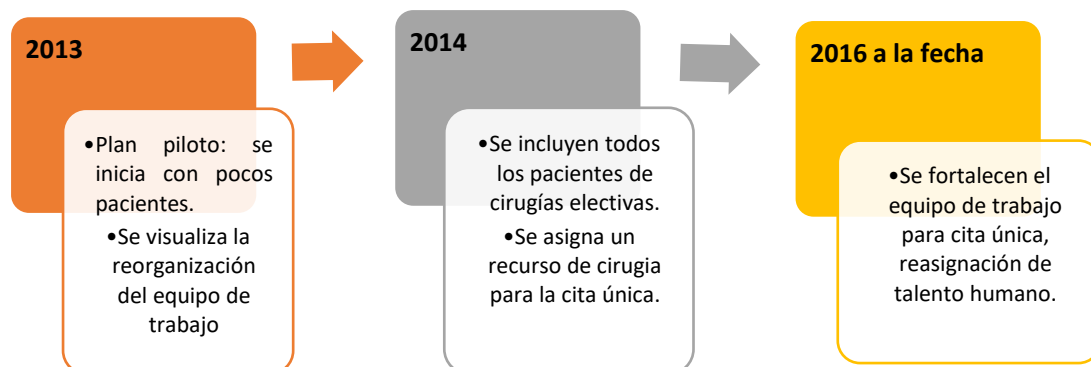 2013
•Plan piloto: se
inicia con pocos
pacientes.
•Se visualiza la
reorganización
del equipo de
trabajo
2014
•Se incluyen todos
los pacientes de
cirugías electivas.
•Se asigna un
recurso de cirugia
para la cita única.
2016 a la fecha
•Se fortalecen el
equipo de trabajo
para cita única,
reasignación de
talento humano.